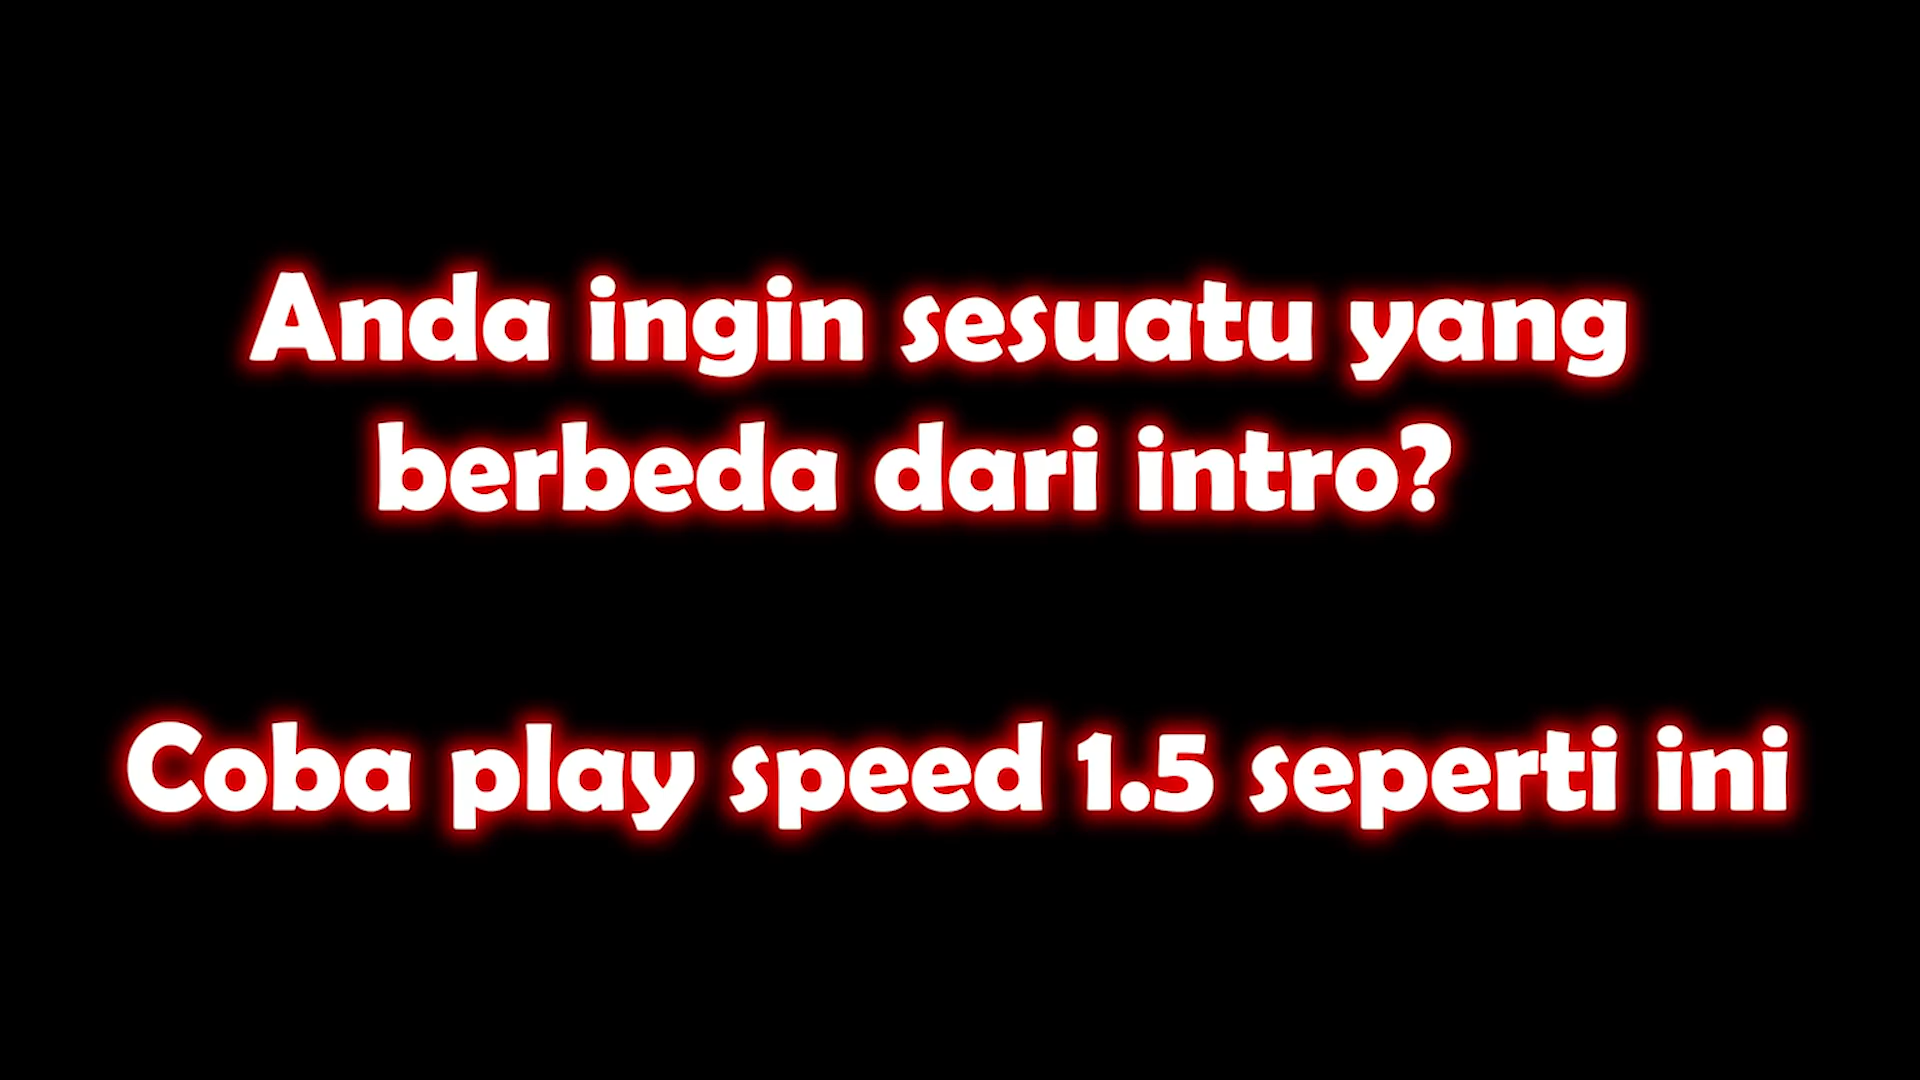 Anda ingin sesuatu yang
berbeda dari intro?
Coba play speed 1.5 seperti ini